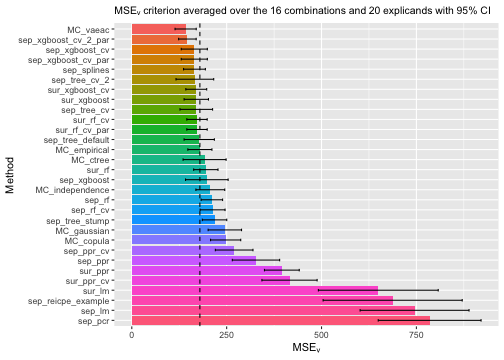 MSEᵥ criterion averaged over the 16 combinations and 20 explicands with 95% CI
Method
MC_vaeac
sep_xgboost_cv_2_par
sep_xgboost_cv
sep_xgboost_cv_par
sep_splines
sep_tree_cv_2
sur_xgboost_cv
sur_xgboost
sep_tree_cv
sur_rf_cv
sur_rf_cv_par
sep_tree_default
MC_empirical
MC_ctree
sur_rf
sep_xgboost
MC_independence
sep_rf
sep_rf_cv
sep_tree_stump
MC_gaussian
MC_copula
sep_ppr_cv
sep_ppr
sur_ppr
sur_ppr_cv
sur_lm
sep_reicpe_example
sep_lm
sep_pcr
0 250 500 750
MSEᵥ